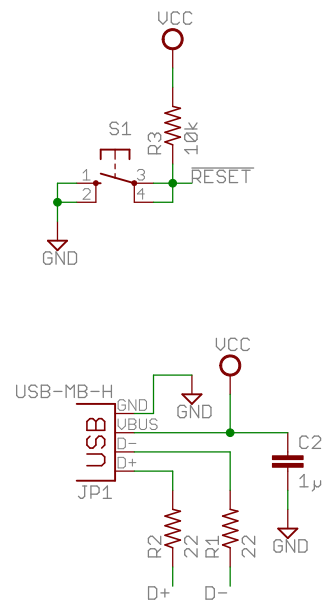 VCC
S1
R3
10k
1
3
RESET
2
4
GND
VCC
USB-MB-H
GND
GND
VBUS
C2
USB
D-
D+
1µ
JP1
R2
22
R1
22
GND
D+
D-